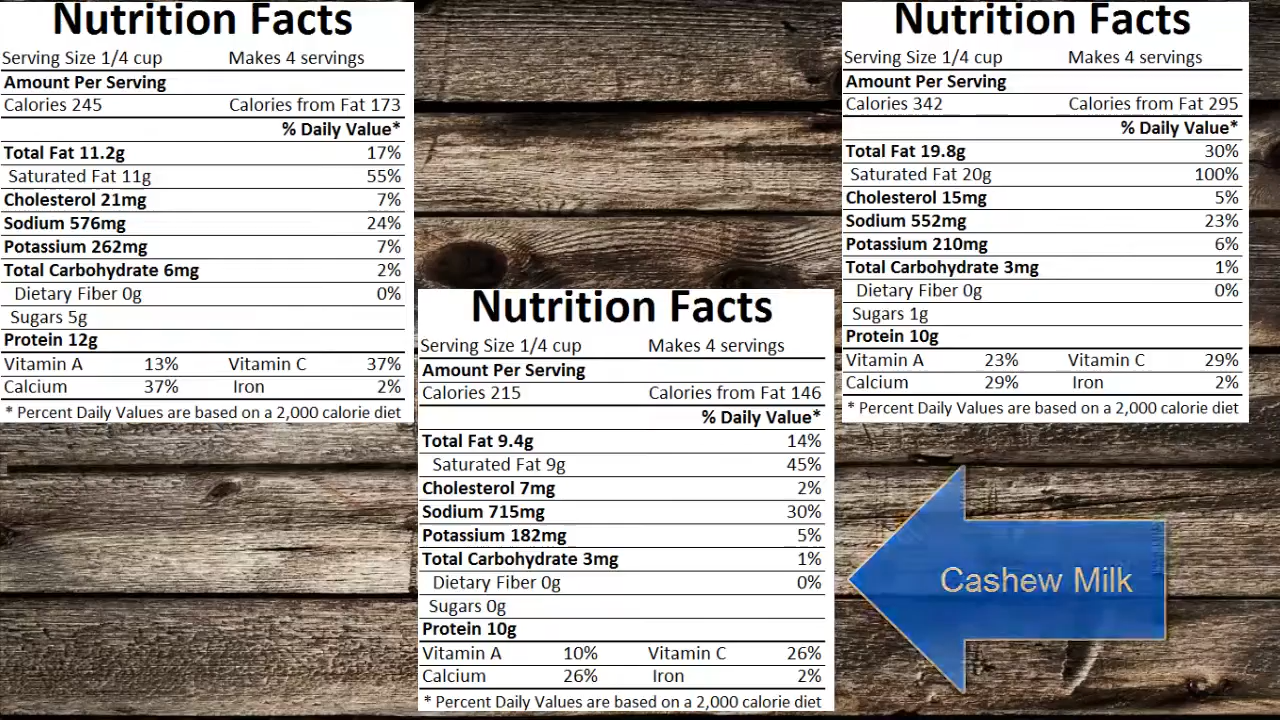 Nutrition Facts
Serving Size 1/4 cup Makes 4 servings
Amount Per Serving
Calories 245 Calories from Fat 173
% Daily Value*
Total Fat 11.2g 17%
Saturated Fat 11g 55%
Cholesterol 21mg 7%
Sodium 576mg 24%
Potassium 262mg 7%
Total Carbohydrate 6mg 2%
Dietary Fiber 0g 0%
Sugars 5g
Protein 12g
Vitamin A 13% Vitamin C 37%
Calcium 37% Iron 2%
* Percent Daily Values are based on a 2,000 calorie diet
Nutrition Facts
Serving Size 1/4 cup Makes 4 servings
Amount Per Serving
Calories 342 Calories from Fat 295
% Daily Value*
Total Fat 19.8g 30%
Saturated Fat 20g 100%
Cholesterol 15mg 5%
Sodium 552mg 23%
Potassium 210mg 6%
Total Carbohydrate 3mg 1%
Dietary Fiber 0g 0%
Sugars 1g
Protein 10g
Vitamin A 23% Vitamin C 29%
Calcium 29% Iron 2%
* Percent Daily Values are based on a 2,000 calorie diet
Nutrition Facts
Serving Size 1/4 cup Makes 4 servings
Amount Per Serving
Calories 215 Calories from Fat 146
% Daily Value*
Total Fat 9.4g 14%
Saturated Fat 9g 45%
Cholesterol 7mg 2%
Sodium 715mg 30%
Potassium 182mg 5%
Total Carbohydrate 3mg 1%
Dietary Fiber 0g 0%
Sugars 0g
Protein 10g
Vitamin A 10% Vitamin C 26%
Calcium 26% Iron 2%
* Percent Daily Values are based on a 2,000 calorie diet
Cashew Milk